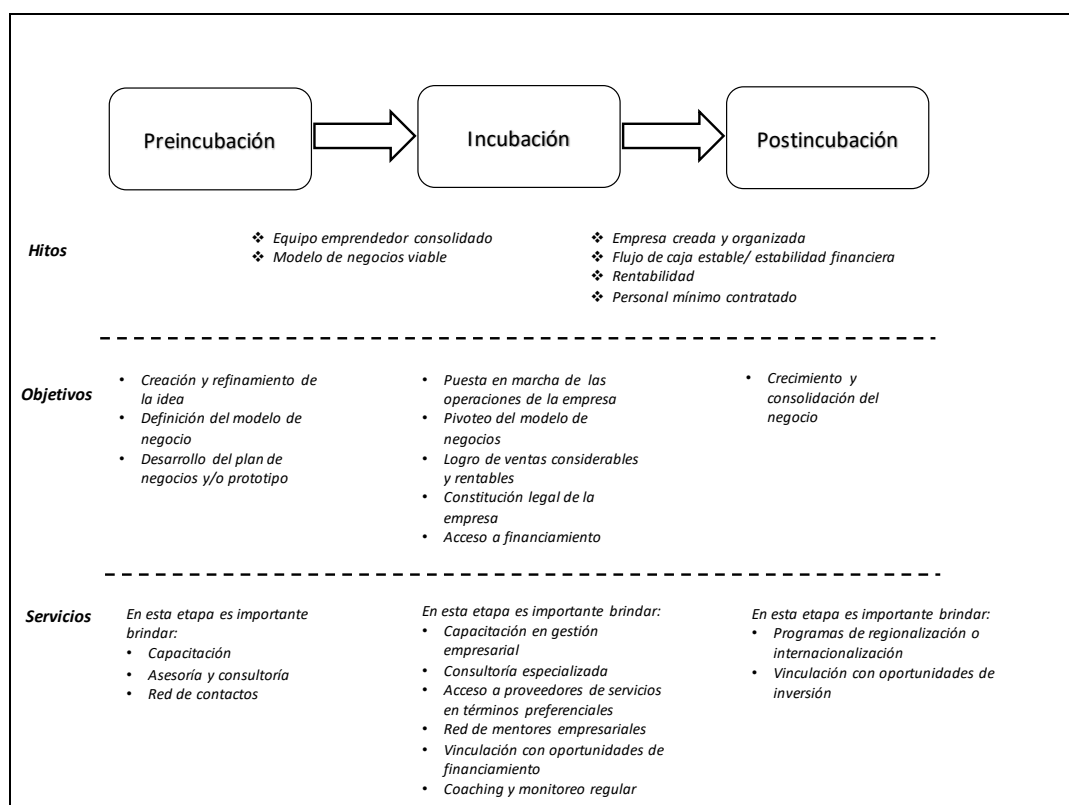 Preincubación
Incubación
Postincubación
Hitos
❖ Equipo emprendedor consolidado
❖ Modelo de negocios viable
❖ Empresa creada y organizada
❖ Flujo de caja estable/ estabilidad financiera
❖ Rentabilidad
❖ Personal mínimo contratado
Objetivos
• Creación y refinamiento de
la idea
• Definición del modelo de
negocio
• Desarrollo del plan de
negocios y/o prototipo
• Puesta en marcha de las
operaciones de la empresa
• Pivoteo del modelo de
negocios
• Logro de ventas considerables
y rentables
• Constitución legal de la
empresa
• Acceso a financiamiento
• Crecimiento y
consolidación del
negocio
Servicios
En esta etapa es importante
brindar:
• Capacitación
• Asesoría y consultoría
• Red de contactos
En esta etapa es importante brindar:
• Capacitación en gestión
empresarial
• Consultoría especializada
• Acceso a proveedores de servicios
en términos preferenciales
• Red de mentores empresariales
• Vinculación con oportunidades de
financiamiento
• Coaching y monitoreo regular
En esta etapa es importante brindar:
• Programas de regionalización o
internacionalización
• Vinculación con oportunidades de
inversión